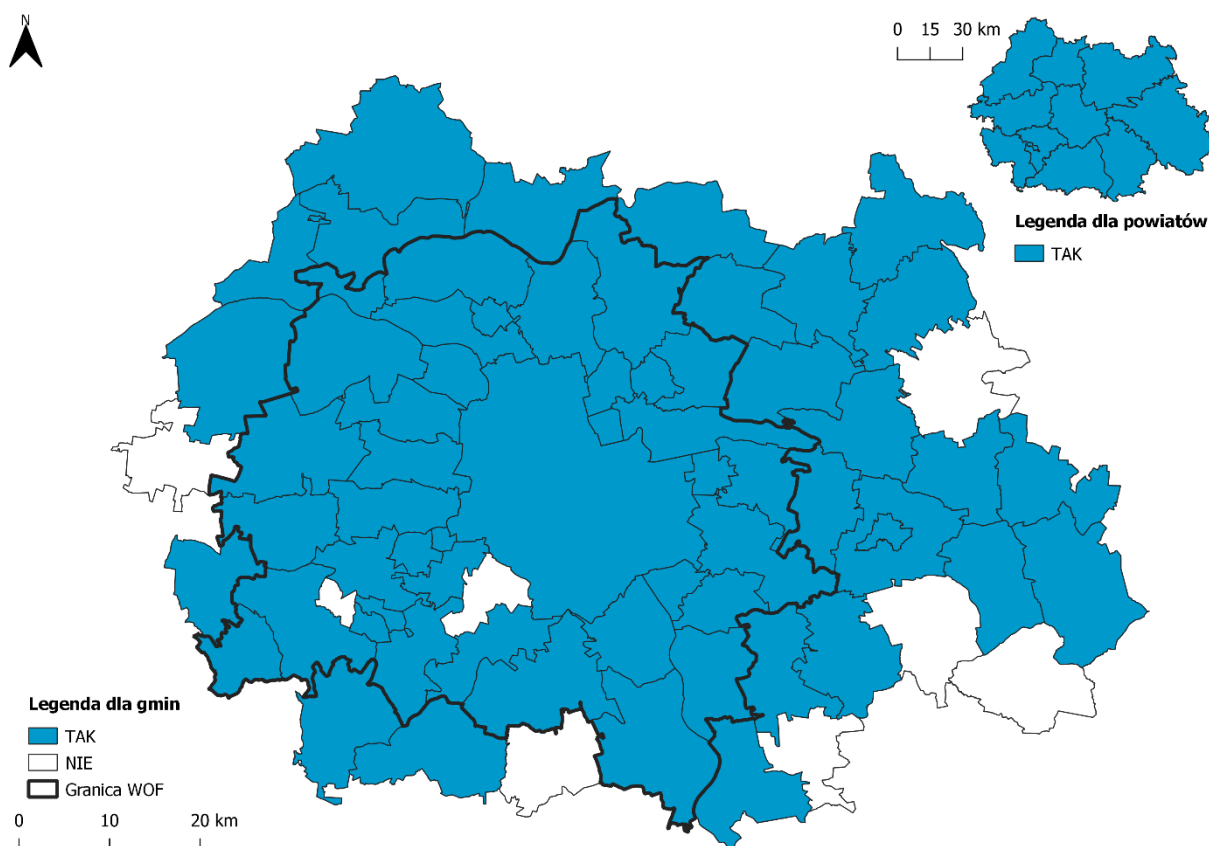 N
0 15 30 km
Legenda dla powiatów
TAK
Legenda dla gmin
TAK
NIE
Granica WOF
0 10 20 km